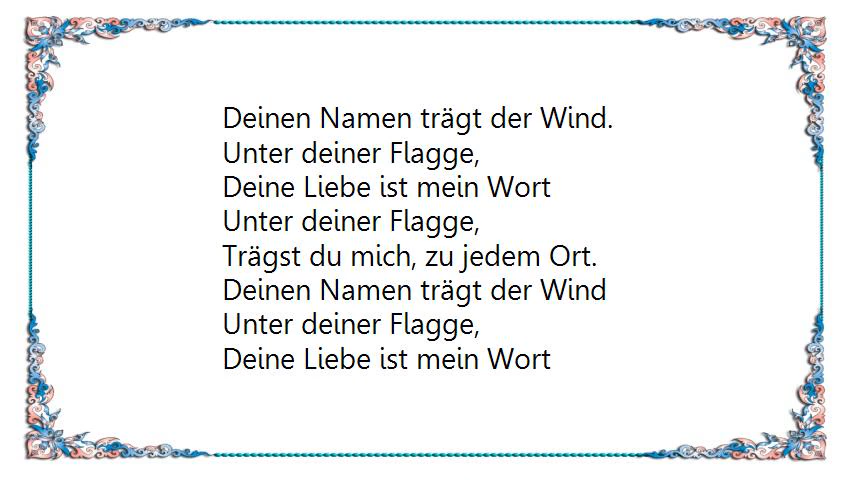 Deinen Namen trägt der Wind.
Unter deiner Flagge,
Deine Liebe ist mein Wort
Unter deiner Flagge,
Trägst du mich, zu jedem Ort.
Deinen Namen trägt der Wind
Unter deiner Flagge,
Deine Liebe ist mein Wort